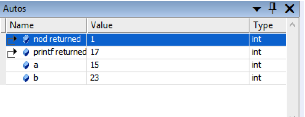 Autos
Name Value Type
nod returned 1 int
printf returned 17 int
a 15 int
b 23 int